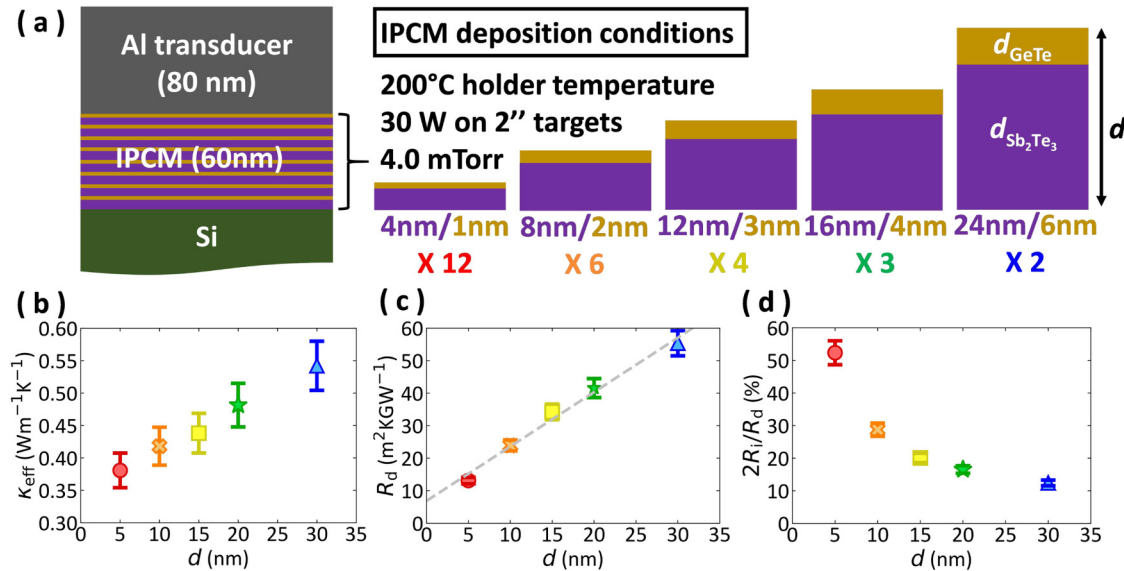 ( a )
Al transducer
(80 nm)
IPCM (60nm)
Si
IPCM deposition conditions
200°C holder temperature
30 W on 2’’ targets
4.0 mTorr
4nm/1nm
X 12
8nm/2nm
X 6
12nm/3nm
X 4
16nm/4nm
X 3
24nm/6nm
X 2
d_GeTe
d_Sb₂Te₃
d
( b )
κ_eff (Wm⁻¹K⁻¹)
0.60
0.55
0.50
0.45
0.40
0.35
0.30
0 5 10 15 20 25 30 35
d (nm)
( c )
R_d (m²KGW⁻¹)
60
50
40
30
20
10
0
0 5 10 15 20 25 30 35
d (nm)
( d )
2R_i/R_d (%)
60
50
40
30
20
10
0
0 5 10 15 20 25 30 35
d (nm)